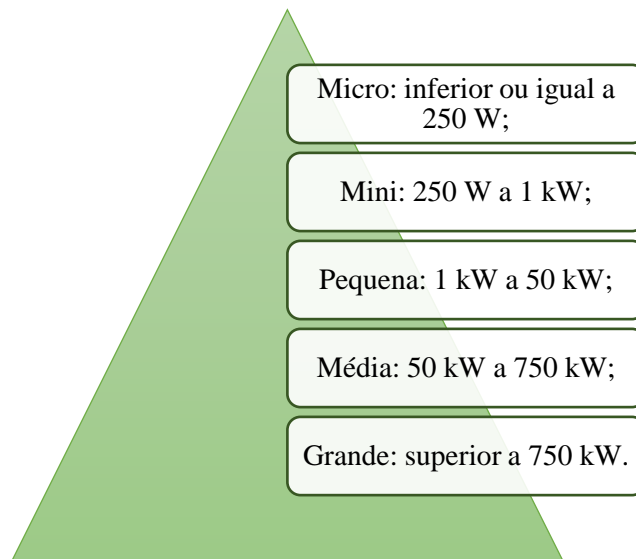 Micro: inferior ou igual a
250 W;
Mini: 250 W a 1 kW;
Pequena: 1 kW a 50 kW;
Média: 50 kW a 750 kW;
Grande: superior a 750 kW.